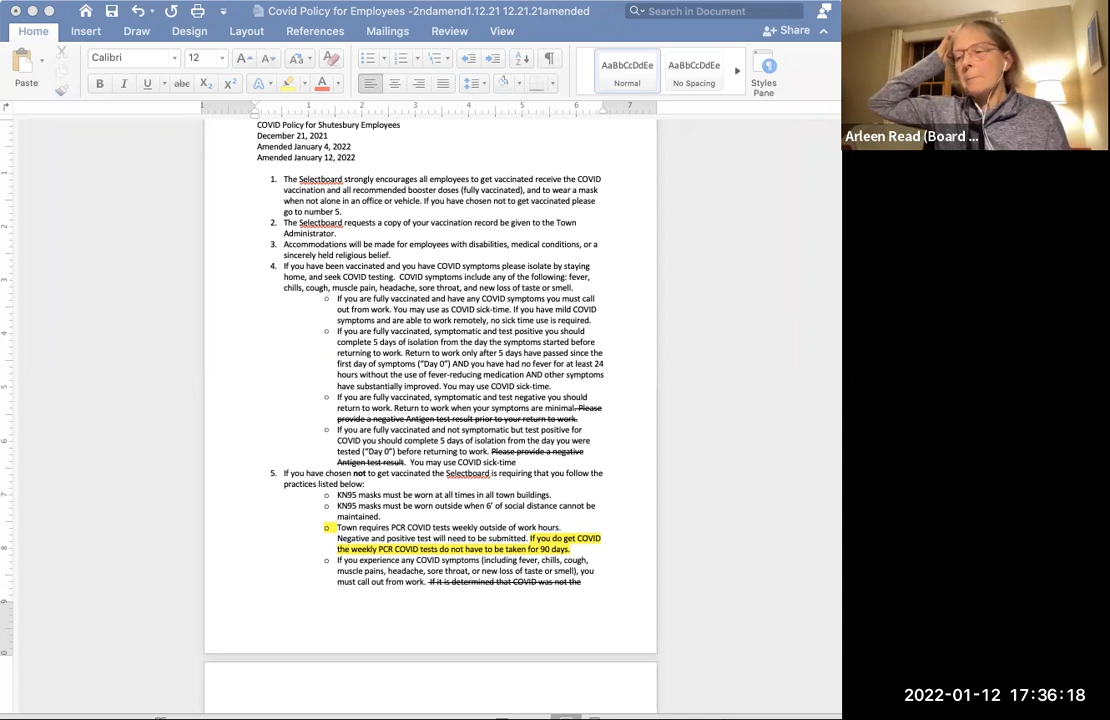 Covid Policy for Employees -2ndamend1.12.21 12.21.21amended
Search in Document
Home Insert Draw Design Layout References Mailings Review View
Share
Paste
Calibri
12
AaBbCcDdEe
Normal
AaBbCcDdEe
No Spacing
Styles
Pane
COVID Policy for Shutesbury Employees
December 21, 2021
Amended January 4, 2022
Amended January 12, 2022
1. The Selectboard strongly encourages all employees to get vaccinated receive the COVID
vaccination and all recommended booster doses (fully vaccinated), and to wear a mask
when not alone in an office or vehicle. If you have chosen not to get vaccinated please
go to number 5.
2. The Selectboard requests a copy of your vaccination record be given to the Town
Administrator.
3. Accommodations will be made for employees with disabilities, medical conditions, or a
sincerely held religious belief.
4. If you have been vaccinated and you have COVID symptoms please isolate by staying
home, and seek COVID testing. COVID symptoms include any of the following: fever,
chills, cough, muscle pain, headache, sore throat, and new loss of taste or smell.
o If you are fully vaccinated and have any COVID symptoms you must call
out from work. You may use as COVID sick-time. If you have mild COVID
symptoms and are able to work remotely, no sick time use is required.
o If you are fully vaccinated, symptomatic and test positive you should
complete 5 days of isolation from the day the symptoms started before
returning to work. Return to work only after 5 days have passed since the
first day of symptoms ("Day 0") AND you have had no fever for at least 24
hours without the use of fever-reducing medication AND other symptoms
have substantially improved. You may use COVID sick-time.
o If you are fully vaccinated, symptomatic and test negative you should
return to work. Return to work when your symptoms are minimal. Please
provide a negative Antigen test result prior to your return to work.
o If you are fully vaccinated and not symptomatic but test positive for
COVID you should complete 5 days of isolation from the day you were
tested ("Day 0") before returning to work. Please provide a negative
Antigen test result. You may use COVID sick-time
5. If you have chosen not to get vaccinated the Selectboard is requiring that you follow the
practices listed below:
o KN95 masks must be worn at all times in all town buildings.
o KN95 masks must be worn outside when 6' of social distance cannot be
maintained.
o Town requires PCR COVID tests weekly outside of work hours.
Negative and positive test will need to be submitted. If you do get COVID
the weekly PCR COVID tests do not have to be taken for 90 days.
o If you experience any COVID symptoms (including fever, chills, cough,
muscle pains, headache, sore throat, or new loss of taste or smell), you
must call out from work. If it is determined that COVID was not the
Arleen Read (Board ...
2022-01-12 17:36:18